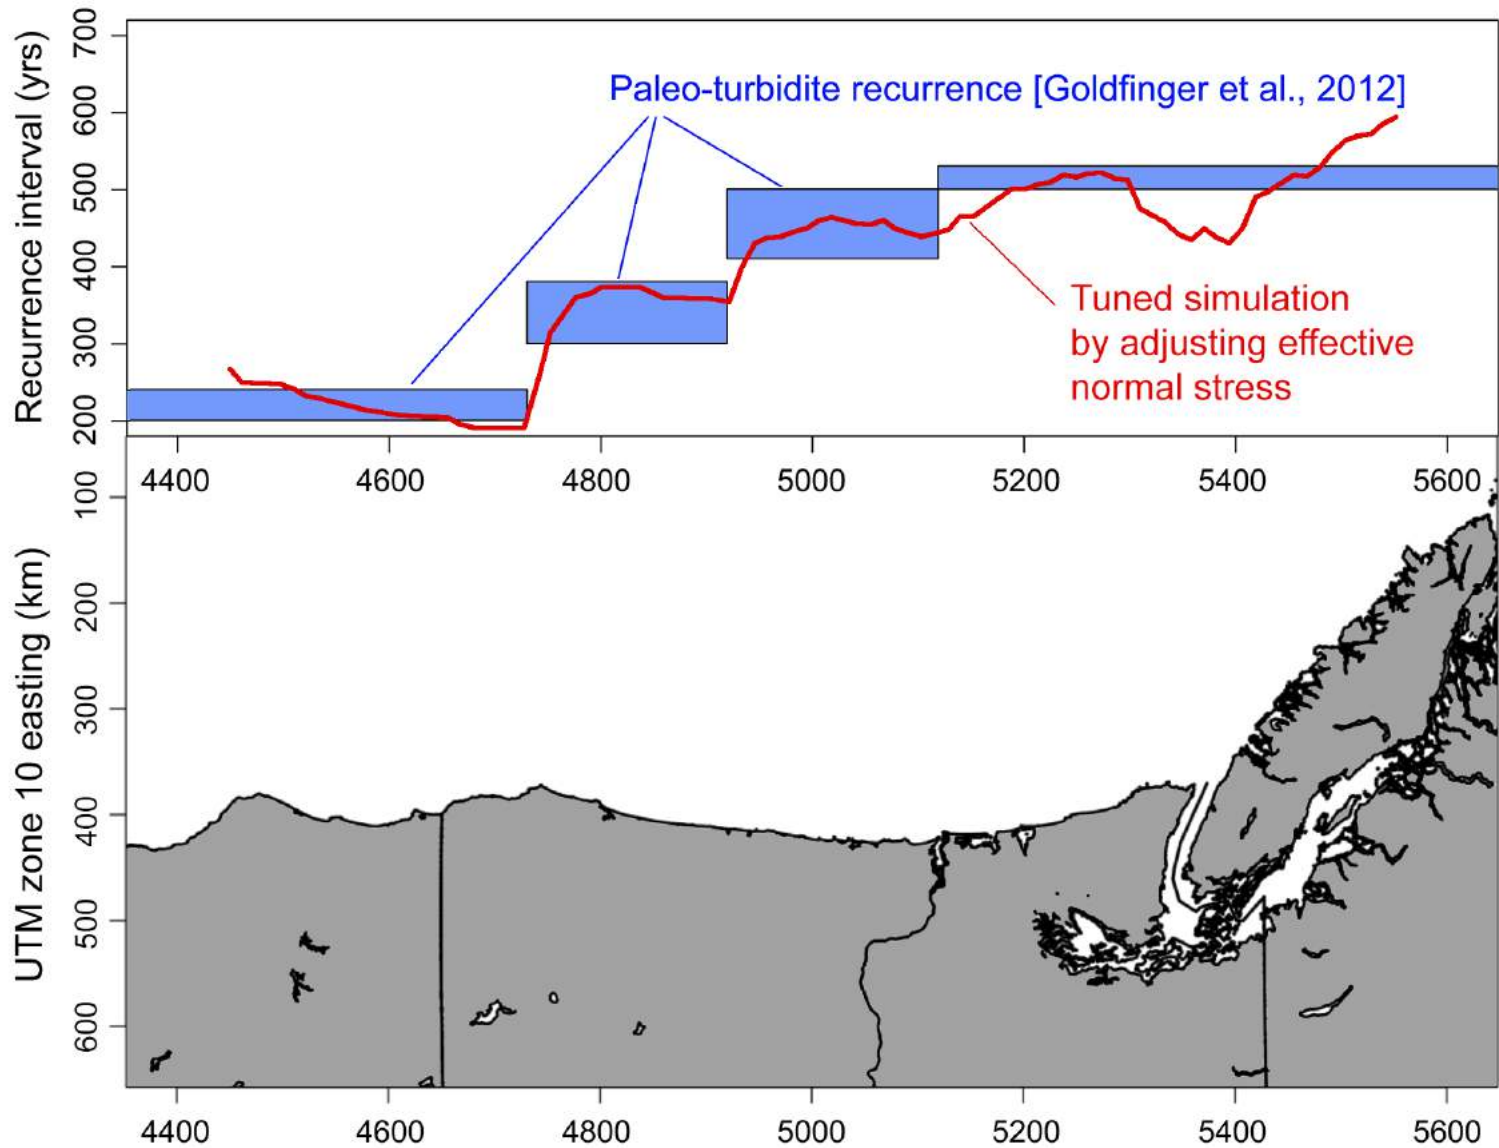 Recurrence interval (yrs)
700
600
500
400
300
200
Paleo-turbidite recurrence [Goldfinger et al., 2012]
Tuned simulation
by adjusting effective
normal stress
4400 4600 4800 5000 5200 5400 5600
UTM zone 10 easting (km)
100
200
300
400
500
600
4400 4600 4800 5000 5200 5400 5600